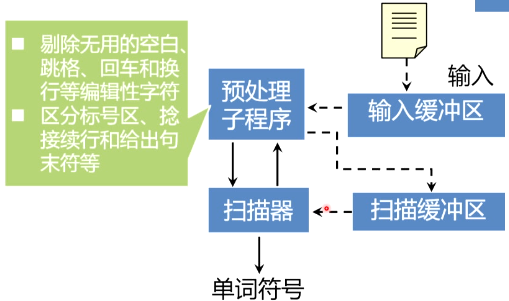 ■ 剔除无用的空白、
跳格、回车和换
行等编辑性字符
■ 区分标号区、捻
接续行和给出句
末符等
预处理
子程序
输入
输入缓冲区
扫描器
扫描缓冲区
单词符号